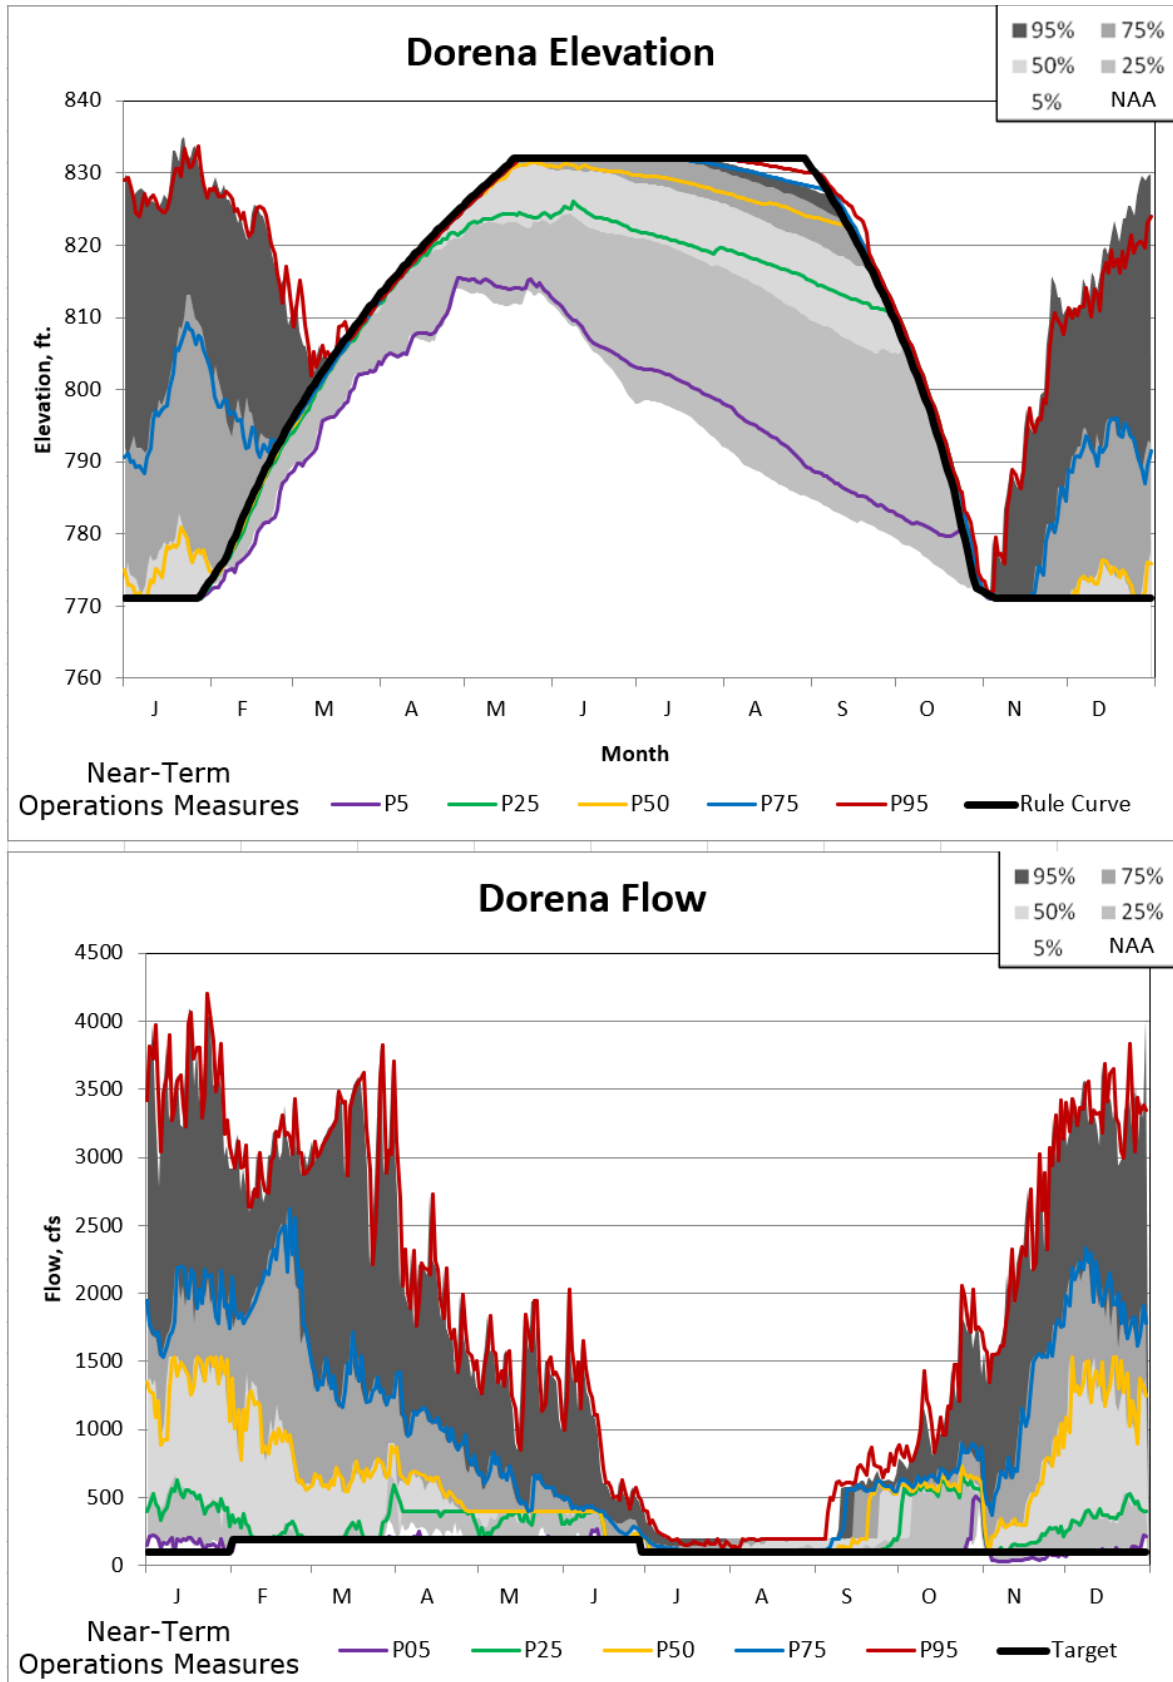 Dorena Elevation
95% 75%
50% 25%
5% NAA
840
830
820
810
800
790
780
770
760
Elevation, ft.
J F M A M J J A S O N D
Month
Near-Term
Operations Measures
P5 P25 P50 P75 P95 Rule Curve
Dorena Flow
95% 75%
50% 25%
5% NAA
4500
4000
3500
3000
2500
2000
1500
1000
500
0
Flow, cfs
J F M A M J J A S O N D
Near-Term
Operations Measures
P05 P25 P50 P75 P95 Target